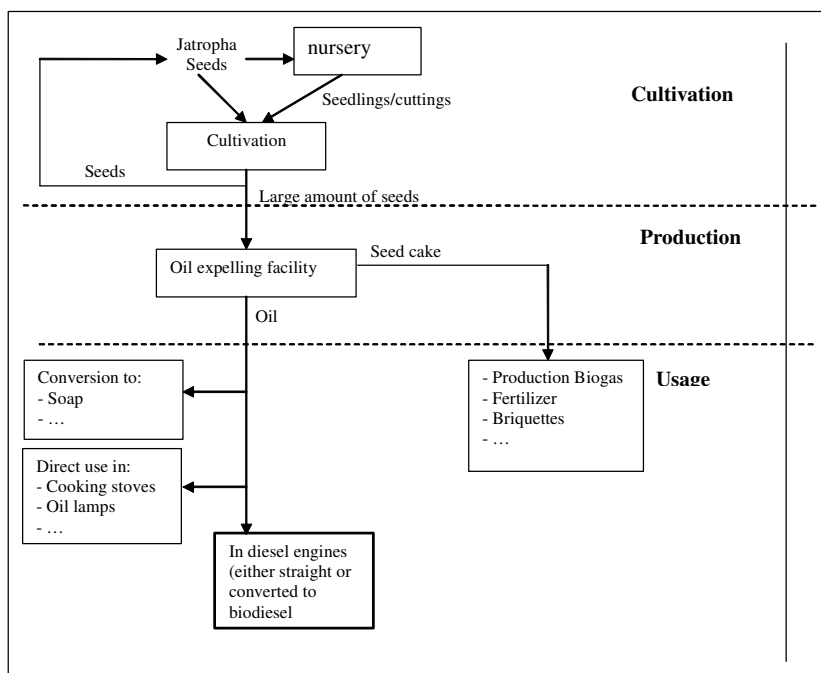 Jatropha
Seeds
nursery
Seedlings/cuttings
Cultivation
Cultivation
Seeds
Large amount of seeds
Production
Seed cake
Oil expelling facility
Oil
Usage
Conversion to:
- Soap
- …
- Production Biogas
- Fertilizer
- Briquettes
- …
Direct use in:
- Cooking stoves
- Oil lamps
- …
In diesel engines
(either straight or
converted to
biodiesel